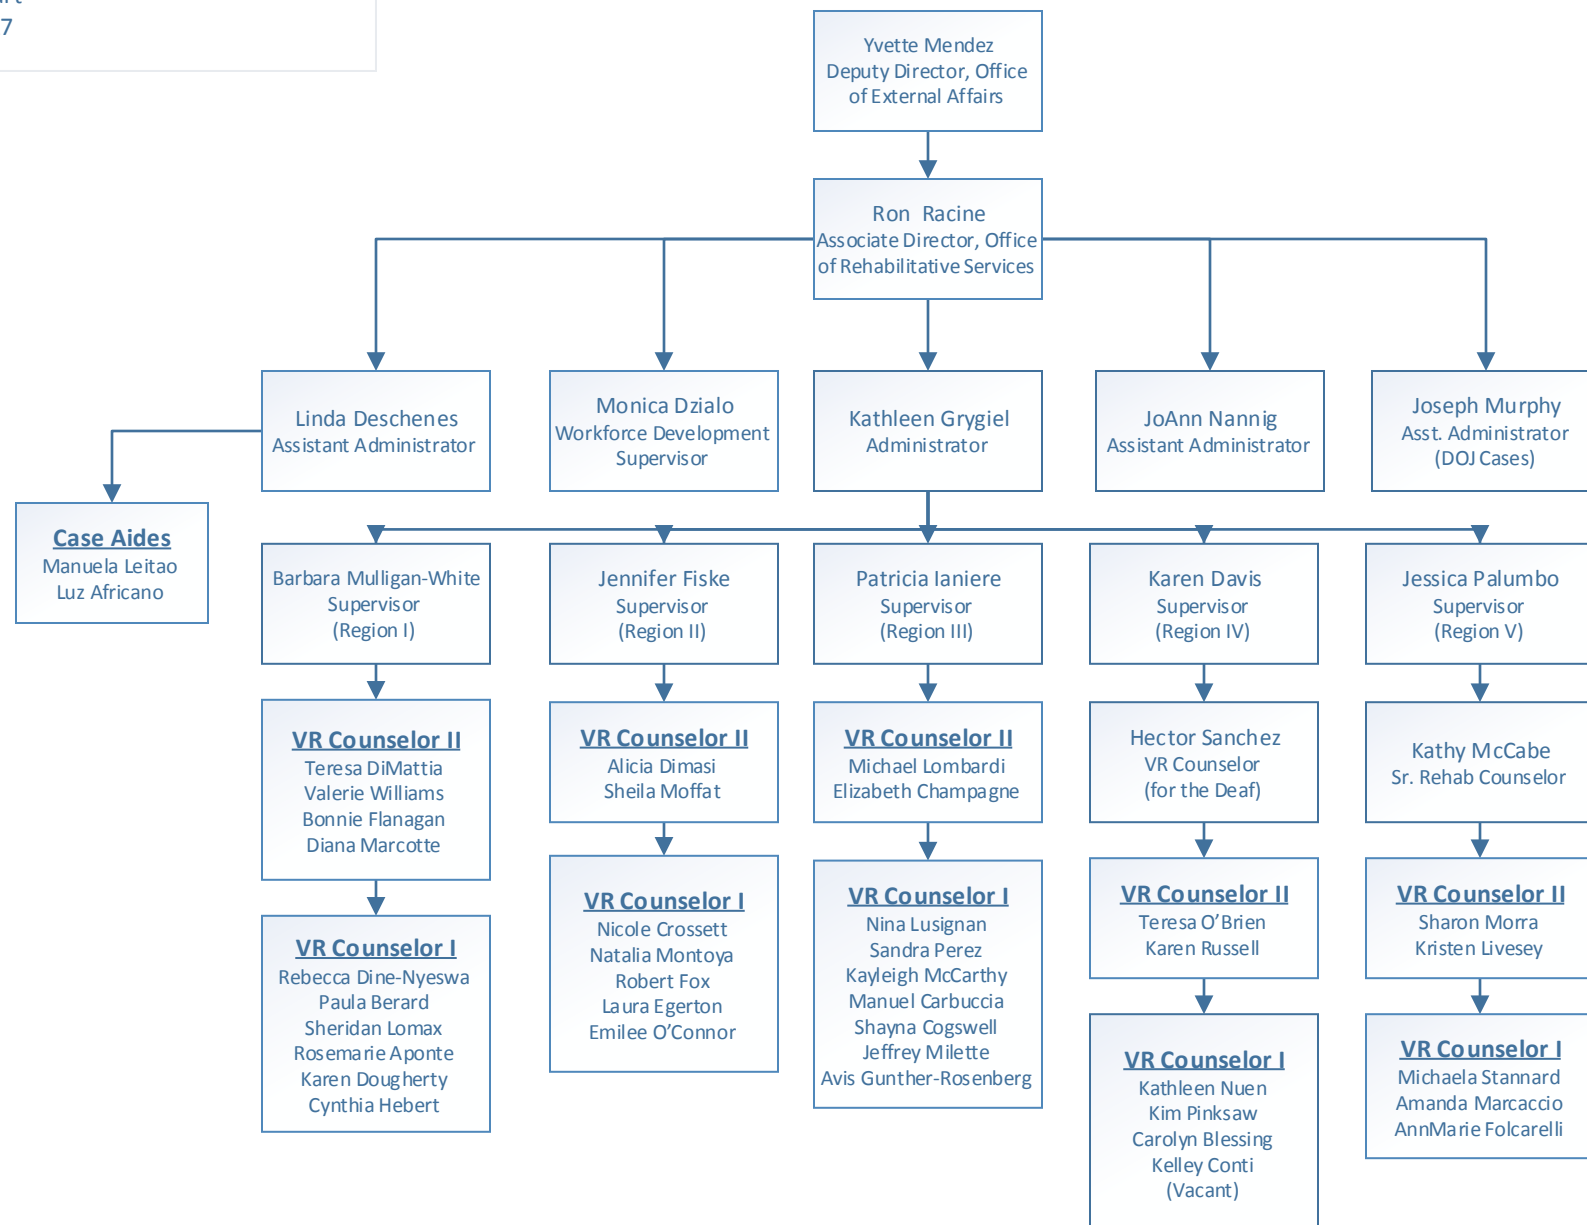 7
Yvette Mendez
Deputy Director, Office
of External Affairs
Ron Racine
Associate Director, Office
of Rehabilitative Services
Linda Deschenes
Assistant Administrator
Monica Dzialo
Workforce Development
Supervisor
Kathleen Grygiel
Administrator
JoAnn Nannig
Assistant Administrator
Joseph Murphy
Asst. Administrator
(DOJ Cases)
Case Aides
Manuela Leitao
Luz Africano
Barbara Mulligan-White
Supervisor
(Region I)
Jennifer Fiske
Supervisor
(Region II)
Patricia Ianiere
Supervisor
(Region III)
Karen Davis
Supervisor
(Region IV)
Jessica Palumbo
Supervisor
(Region V)
VR Counselor II
Teresa DiMattia
Valerie Williams
Bonnie Flanagan
Diana Marcotte
VR Counselor II
Alicia Dimasi
Sheila Moffat
VR Counselor II
Michael Lombardi
Elizabeth Champagne
Hector Sanchez
VR Counselor
(for the Deaf)
Kathy McCabe
Sr. Rehab Counselor
VR Counselor I
Rebecca Dine-Nyeswa
Paula Berard
Sheridan Lomax
Rosemarie Aponte
Karen Dougherty
Cynthia Hebert
VR Counselor I
Nicole Crossett
Natalia Montoya
Robert Fox
Laura Egerton
Emilee O’Connor
VR Counselor I
Nina Lusignan
Sandra Perez
Kayleigh McCarthy
Manuel Carbuccia
Shayna Cogswell
Jeffrey Milette
Avis Gunther-Rosenberg
VR Counselor II
Teresa O’Brien
Karen Russell
VR Counselor II
Sharon Morra
Kristen Livesey
VR Counselor I
Kathleen Nuen
Kim Pinksaw
Carolyn Blessing
Kelley Conti
(Vacant)
VR Counselor I
Michaela Stannard
Amanda Marcaccio
AnnMarie Folcarelli